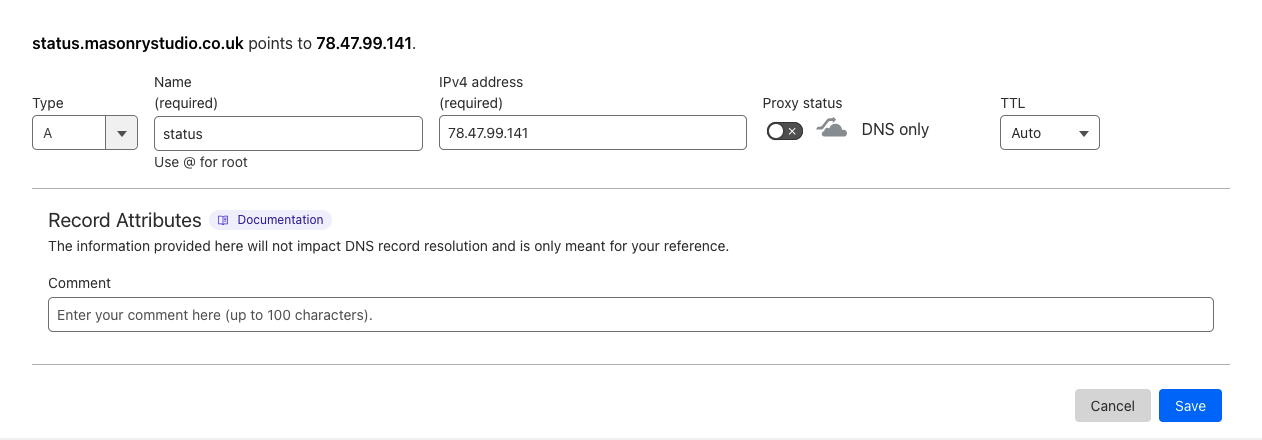 status.masonrystudio.co.uk points to 78.47.99.141.
Type
Name
(required)
IPv4 address
(required)
Proxy status
TTL
A
status
78.47.99.141
DNS only
Auto
Use @ for root
Record Attributes
Documentation
The information provided here will not impact DNS record resolution and is only meant for your reference.
Comment
Enter your comment here (up to 100 characters).
Cancel
Save